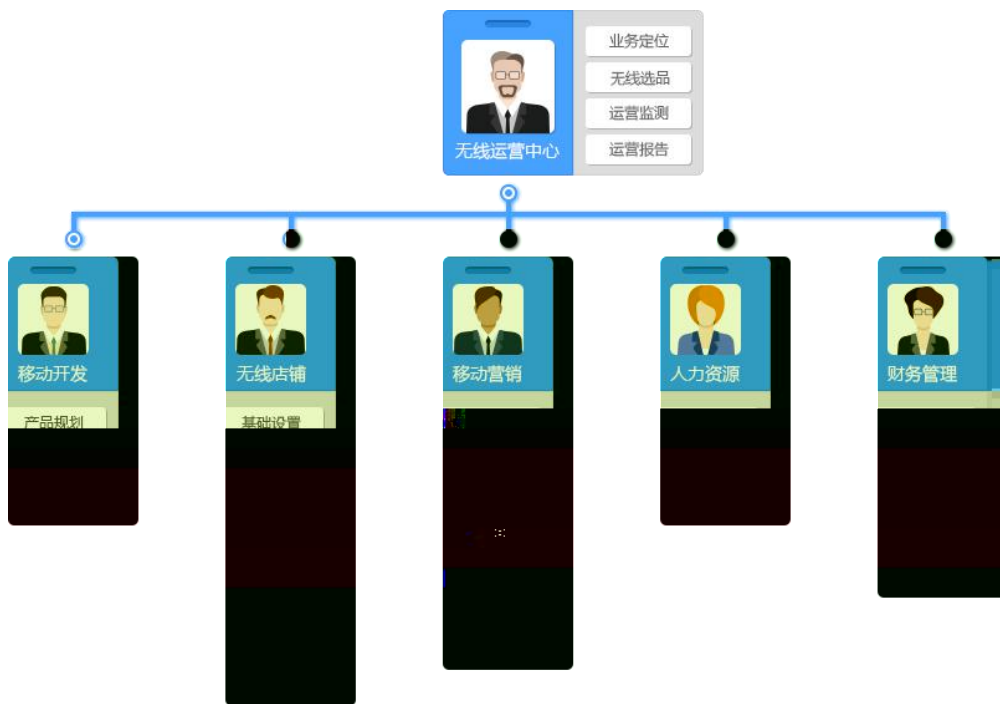 业务定位
无线选品
运营监测
运营报告
无线运营中心
移动开发
无线店铺
移动营销
人力资源
财务管理
产品规划
基础设置